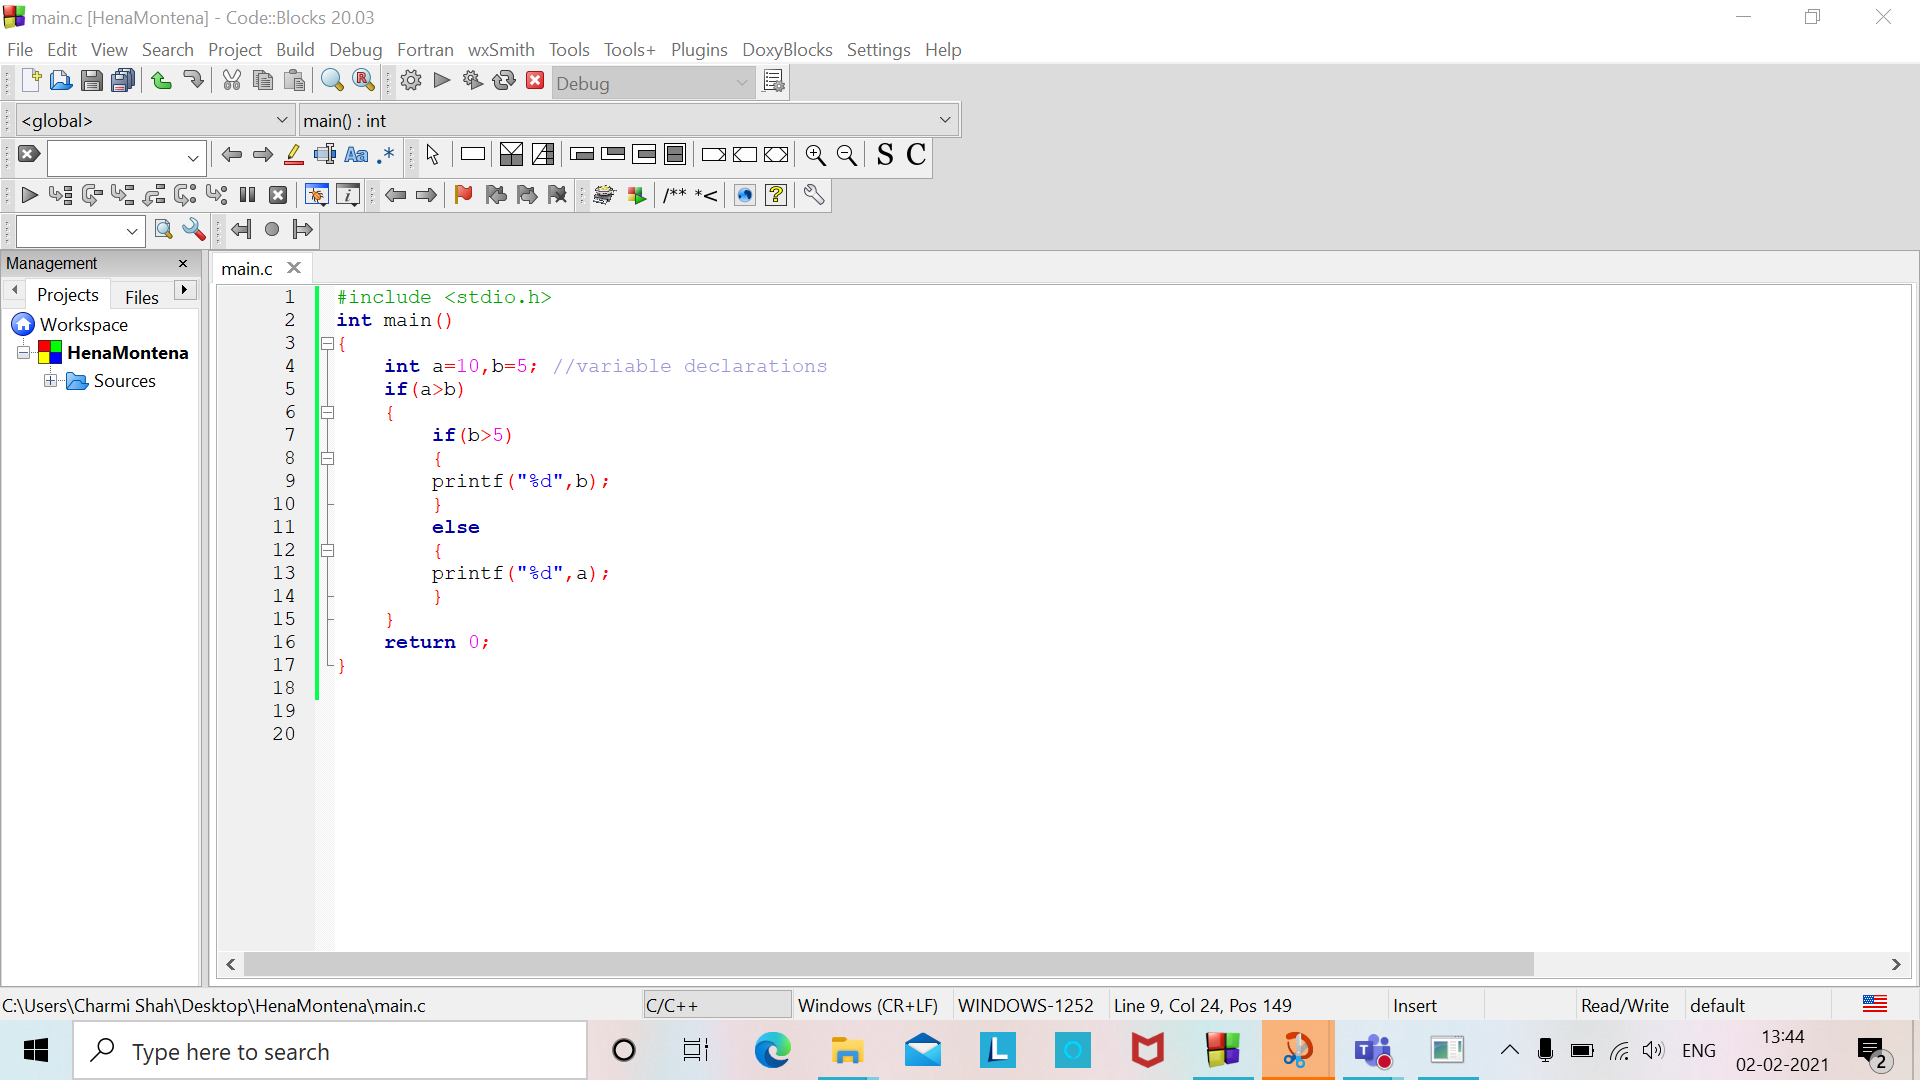 main.c [HenaMontena] - Code::Blocks 20.03
File Edit View Search Project Build Debug Fortran wxSmith Tools Tools+ Plugins DoxyBlocks Settings Help
Debug
<global> main() : int
Aa .* S C
/** *<
Management
Projects Files
Workspace
HenaMontena
Sources
main.c
1 #include <stdio.h>
2 int main()
3 {
4 int a=10,b=5; //variable declarations
5 if(a>b)
6 {
7 if(b>5)
8 {
9 printf("%d",b);
10 }
11 else
12 {
13 printf("%d",a);
14 }
15 }
16 return 0;
17 }
18
19
20
C:\Users\Charmi Shah\Desktop\HenaMontena\main.c C/C++ Windows (CR+LF) WINDOWS-1252 Line 9, Col 24, Pos 149 Insert Read/Write default
Type here to search
L
ENG
13:44
02-02-2021
2